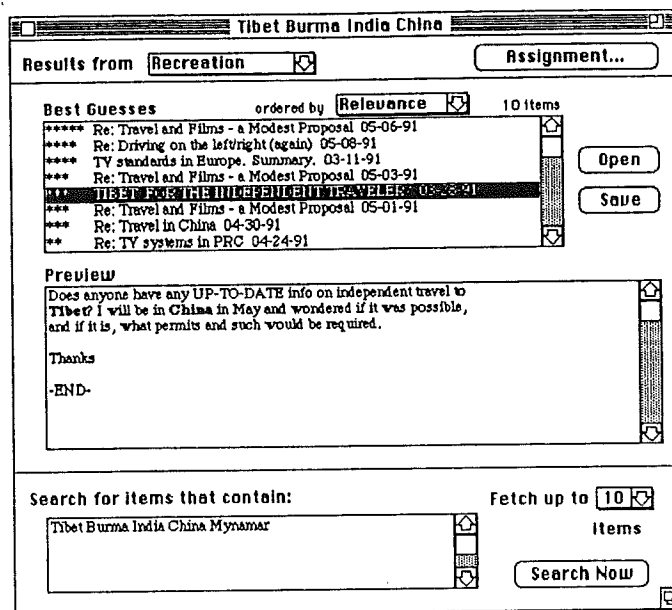 Tibet Burma India China
Results from Recreation Assignment...
Best Guesses ordered by Relevance 10 items
***** Re: Travel and Films - a Modest Proposal 05-06-91
**** Re: Driving on the left/right (again) 05-08-91
**** TV standards in Europe. Summary. 03-11-91
*** Re: Travel and Films - a Modest Proposal 05-03-91
*** TIBET FOR THE INDEPENDENT TRAVELER? 03-28-91
*** Re: Travel and Films - a Modest Proposal 05-01-91
*** Re: Travel in China 04-30-91
** Re: TV systems in PRC 04-24-91
Open
Save
Preview
Does anyone have any UP-TO-DATE info on independent travel to
Tibet? I will be in China in May and wondered if it was possible,
and if it is, what permits and such would be required.
Thanks
-END-
Search for items that contain:
Tibet Burma India China Mynamar
Fetch up to 10
items
Search Now